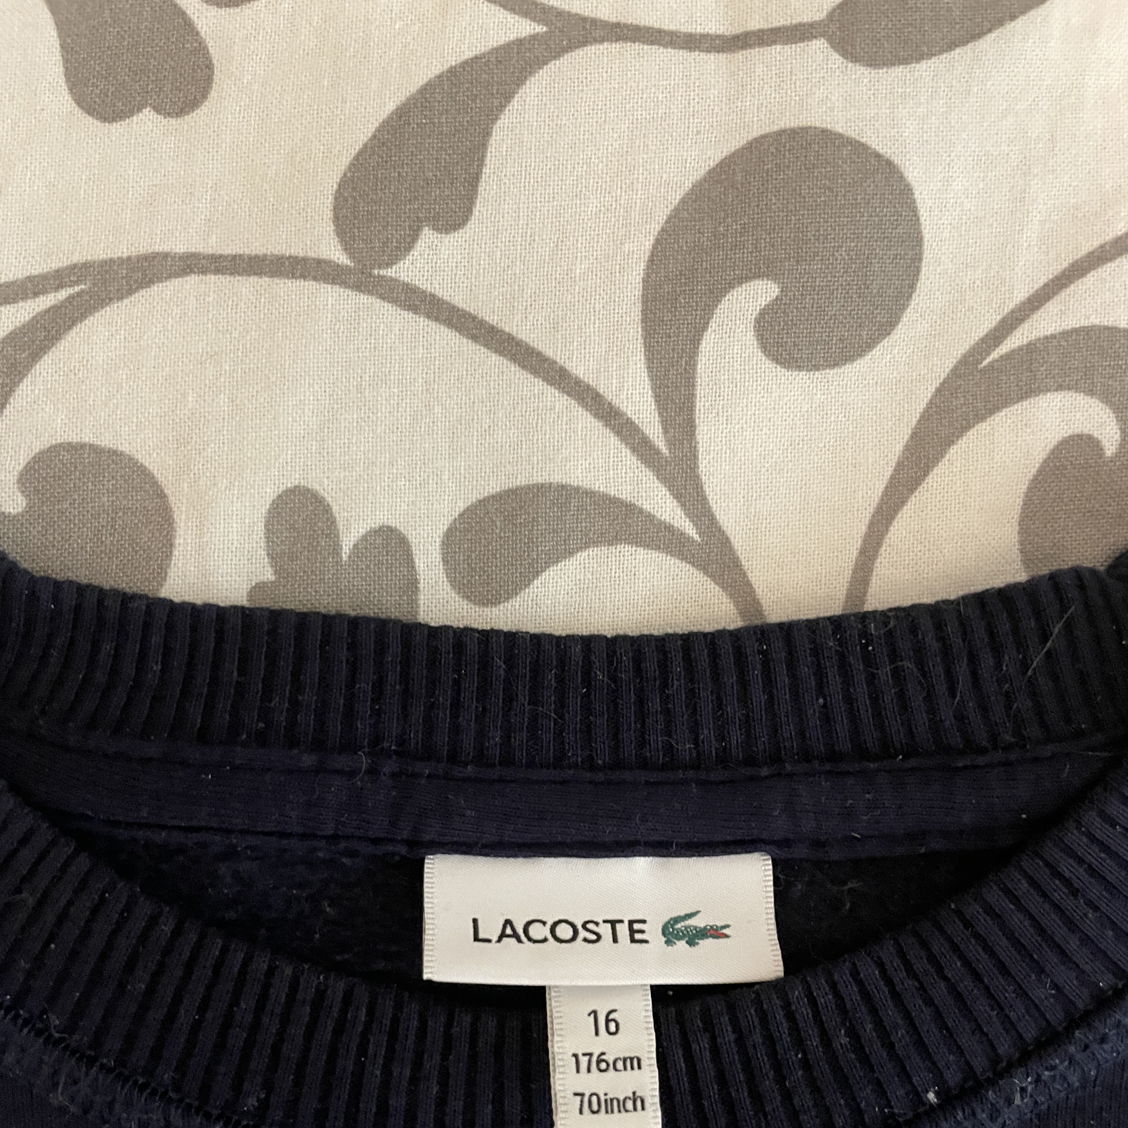 LACOSTE
16
176cm
70inch